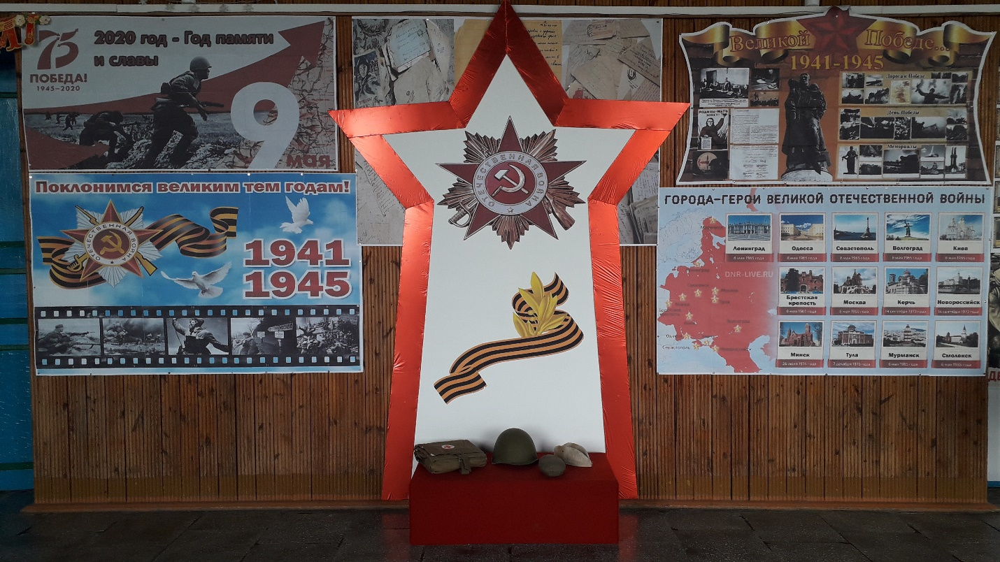 75
ПОБЕДА!
1945–2020
2020 год - Год памяти
и славы
9
мая
Поклонимся великим тем годам!
ОТЕЧЕСТВЕННАЯ ВОЙНА
1941
1945
ОТЕЧЕСТВЕННАЯ ВОЙНА
Великой Победе...
1941-1945
Дорога к Победе
РОДИНА-МАТЬ
ЗОВЕТ!
День Победы
Мемориалы
ГОРОДА-ГЕРОИ ВЕЛИКОЙ ОТЕЧЕСТВЕННОЙ ВОЙНЫ
DNR-LIVE.RU
Севастополь
Ленинград
8 мая 1965 года
Одесса
8 мая 1965 года
Севастополь
8 мая 1965 года
Волгоград
8 мая 1965 года
Киев
8 мая 1965 года
Брестская
крепость
8 мая 1965 года
Москва
8 мая 1965 года
Керчь
14 сентября 1973 года
Новороссийск
14 сентября 1973 года
Минск
26 июня 1974 года
Тула
7 декабря 1976 года
Мурманск
6 мая 1985 года
Смоленск
6 мая 1985 года